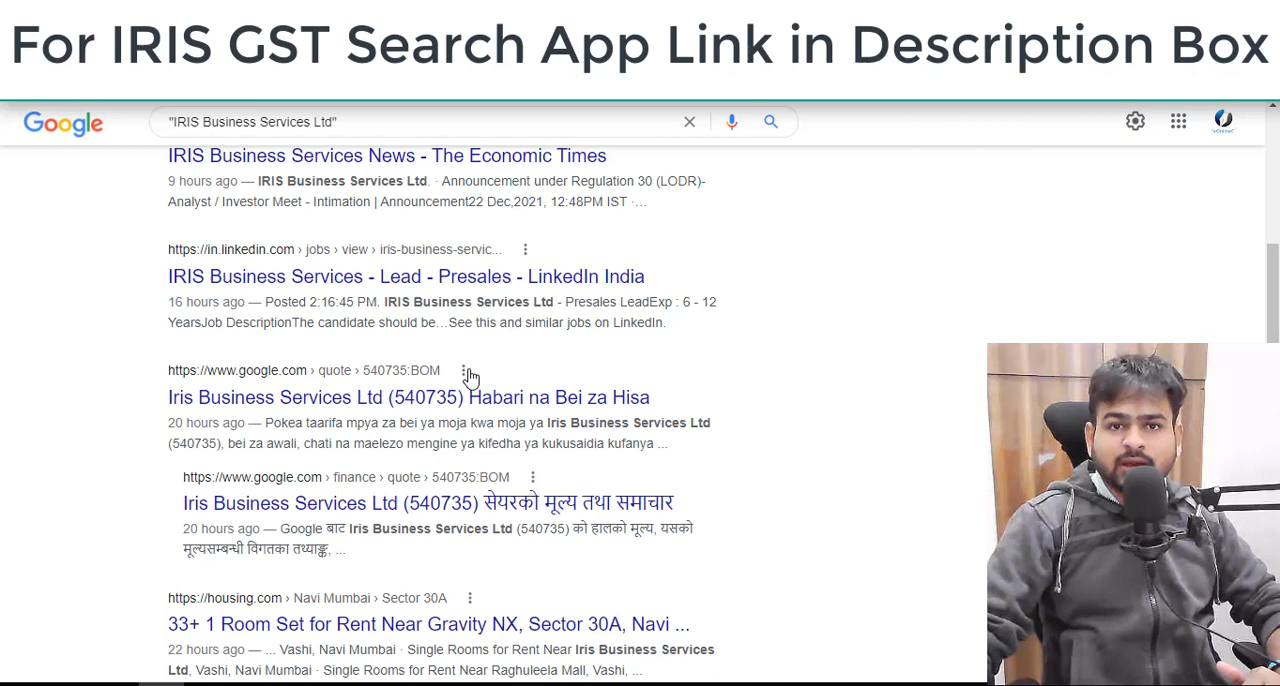 For IRIS GST Search App Link in Description Box
Google
"IRIS Business Services Ltd"
IRIS Business Services News - The Economic Times
9 hours ago — IRIS Business Services Ltd. · Announcement under Regulation 30 (LODR)-
Analyst / Investor Meet - Intimation | Announcement22 Dec,2021, 12:48PM IST ·...
https://in.linkedin.com › jobs › view › iris-business-servic...
IRIS Business Services - Lead - Presales - LinkedIn India
16 hours ago — Posted 2:16:45 PM. IRIS Business Services Ltd - Presales LeadExp : 6 - 12
YearsJob DescriptionThe candidate should be…See this and similar jobs on LinkedIn.
https://www.google.com › quote › 540735:BOM
Iris Business Services Ltd (540735) Habari na Bei za Hisa
20 hours ago — Pokea taarifa mpya za bei ya moja kwa moja ya Iris Business Services Ltd
(540735), bei za awali, chati na maelezo mengine ya kifedha ya kukusaidia kufanya ...
https://www.google.com › finance › quote › 540735:BOM
Iris Business Services Ltd (540735) सेयरको मूल्य तथा समाचार
20 hours ago — Google बाट Iris Business Services Ltd (540735) को हालको मूल्य, यसको
मूल्यसम्बन्धी विगतका तथ्याङ्क, ...
https://housing.com › Navi Mumbai › Sector 30A
33+ 1 Room Set for Rent Near Gravity NX, Sector 30A, Navi ...
22 hours ago — ... Vashi, Navi Mumbai · Single Rooms for Rent Near Iris Business Services
Ltd, Vashi, Navi Mumbai · Single Rooms for Rent Near Raghuleela Mall, Vashi, ...